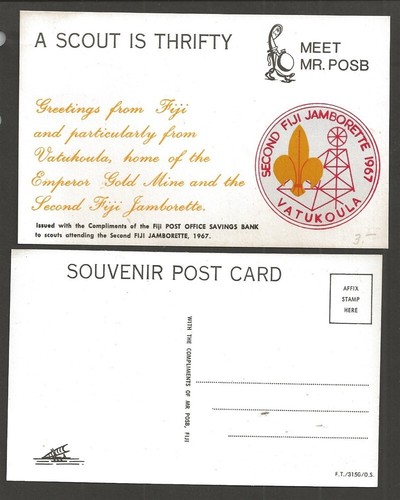 A SCOUT IS THRIFTY
MEET
MR. POSB
Greetings from Fiji
and particularly from
Vatukoula, home of the
Emperor Gold Mine and the
Second Fiji Jamborette.
SECOND FIJI JAMBORETTE 1967
VATUKOULA
Issued with the Compliments of the Fiji POST OFFICE SAVINGS BANK
to scouts attending the Second FIJI JAMBORETTE, 1967.
3.-
SOUVENIR POST CARD
AFFIX
STAMP
HERE
WITH THE COMPLIMENTS OF MR POSB, FIJI
F.T./3150/O.S.